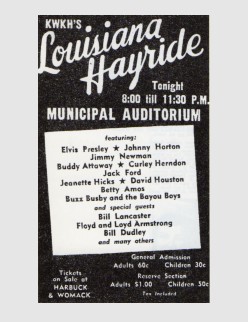 KWKH'S
Louisiana
Hayride
Tonight
8:00 till 11:30 P.M.
MUNICIPAL AUDITORIUM
featuring:
Elvis Presley ★ Johnny Horton
Jimmy Newman
Buddy Attaway ★ Curley Herndon
Jack Ford
Jeanette Hicks ★ David Houston
Betty Amos
Buzz Busby and the Bayou Boys
and special guests
Bill Lancaster
Floyd and Loyd Armstrong
Bill Dudley
and many others
Tickets
on Sale at
HARBUCK
& WOMACK
General Admission
Adults 60c Children 30c
Reserve Section
Adults $1.00 Children 50c
Tax Included